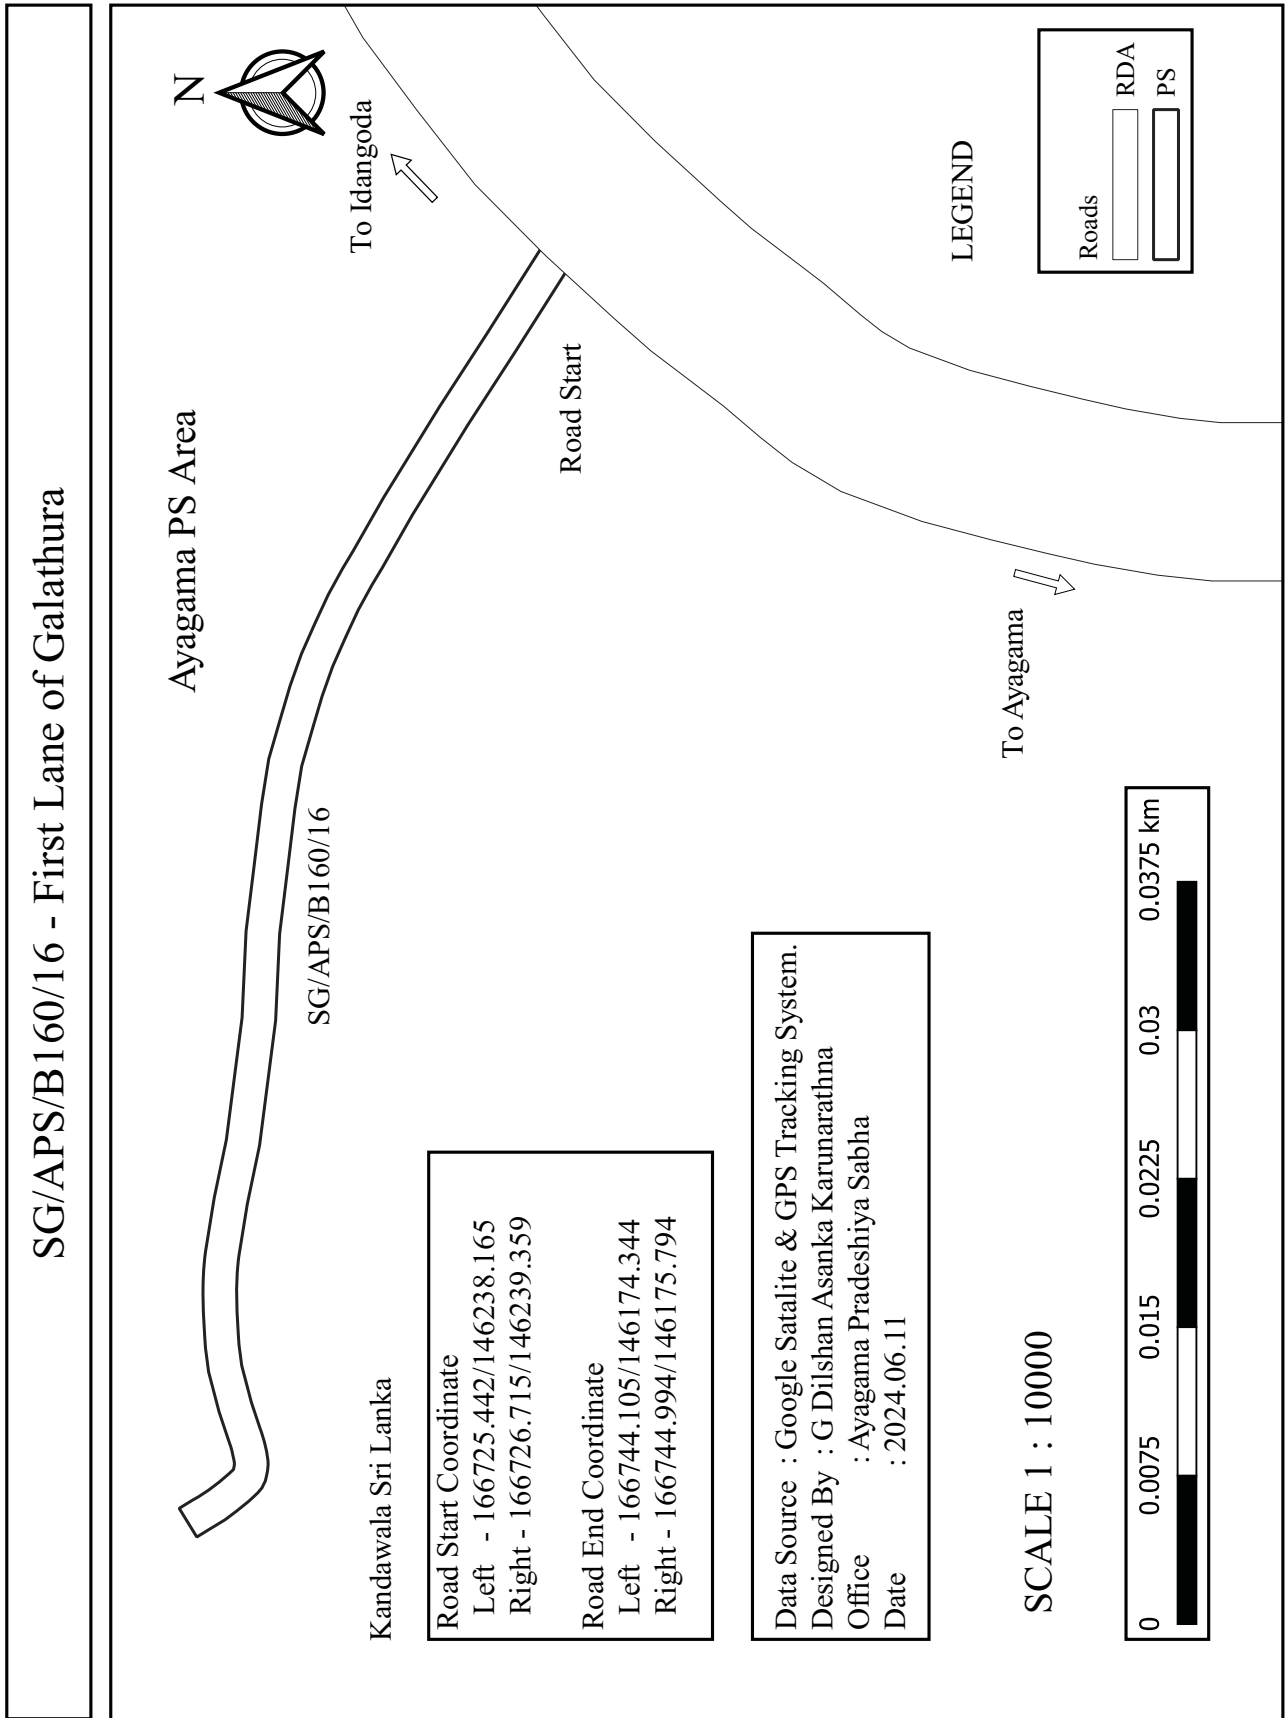 SG/APS/B160/16 - First Lane of Galathura
N
Ayagama PS Area
To Idangoda
SG/APS/B160/16
Road Start
Kandawala Sri Lanka
Road Start Coordinate
Left - 166725.442/146238.165
Right - 166726.715/146239.359
Road End Coordinate
Left - 166744.105/146174.344
Right - 166744.994/146175.794
Data Source : Google Satalite & GPS Tracking System.
Designed By : G Dilshan Asanka Karunarathna
Office : Ayagama Pradeshiya Sabha
Date : 2024.06.11
To Ayagama
LEGEND
Roads
RDA
PS
SCALE 1 : 10000
0 0.0075 0.015 0.0225 0.03 0.0375 km